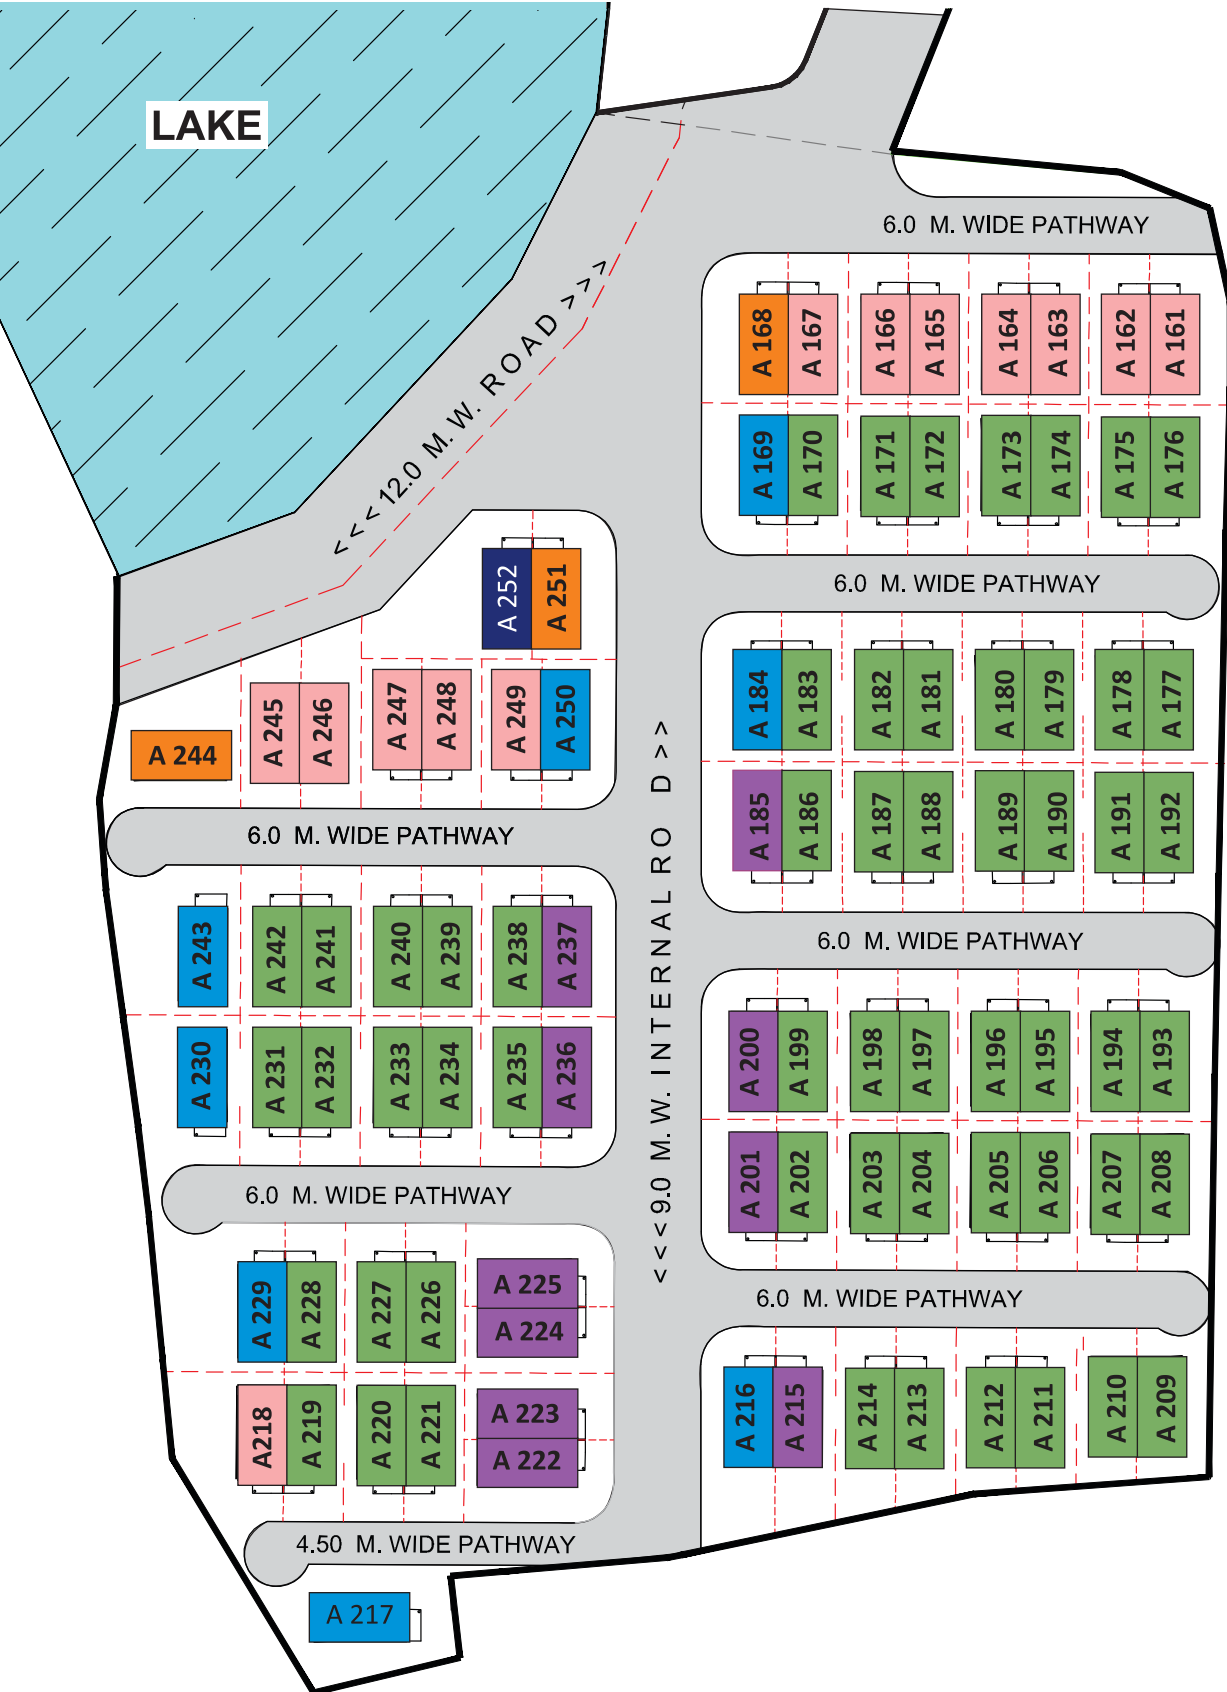 LAKE
6.0 M. WIDE PATHWAY
<<<12.0 M.W. ROAD>>>
A 168
A 167
A 166
A 165
A 164
A 163
A 162
A 161
A 169
A 170
A 171
A 172
A 173
A 174
A 175
A 176
6.0 M. WIDE PATHWAY
A 252
A 251
A 184
A 183
A 182
A 181
A 180
A 179
A 178
A 177
A 244
A 245
A 246
A 247
A 248
A 249
A 250
A 185
A 186
A 187
A 188
A 189
A 190
A 191
A 192
6.0 M. WIDE PATHWAY
<<<9.0 M.W. INTERNAL RO D>>>
6.0 M. WIDE PATHWAY
A 243
A 242
A 241
A 240
A 239
A 238
A 237
A 200
A 199
A 198
A 197
A 196
A 195
A 194
A 193
A 230
A 231
A 232
A 233
A 234
A 235
A 236
A 201
A 202
A 203
A 204
A 205
A 206
A 207
A 208
6.0 M. WIDE PATHWAY
6.0 M. WIDE PATHWAY
A 229
A 228
A 227
A 226
A 225
A 224
A 216
A 215
A 214
A 213
A 212
A 211
A 210
A 209
A218
A 219
A 220
A 221
A 223
A 222
4.50 M. WIDE PATHWAY
A 217